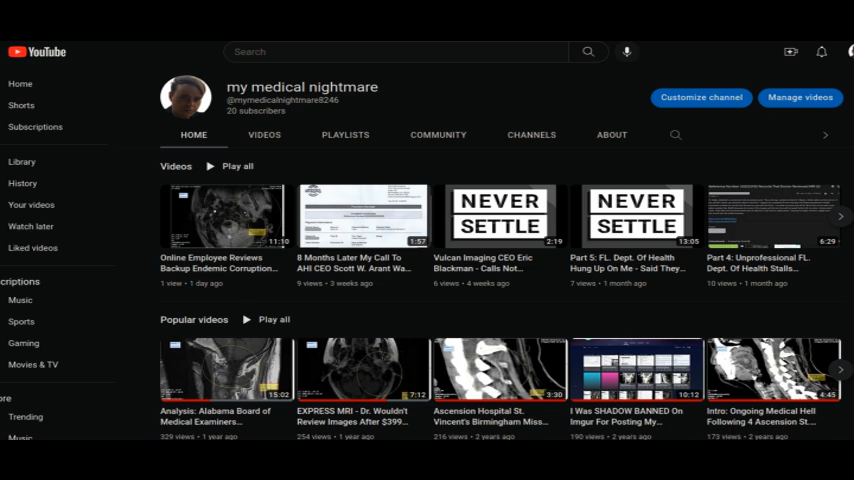 YouTube
Search
Home
Shorts
Subscriptions
Library
History
Your videos
Watch later
Liked videos
criptions
Music
Sports
Gaming
Movies & TV
ore
Trending
Music
my medical nightmare
@mymedicalnightmare8246
20 subscribers
Customize channel
Manage videos
HOME VIDEOS PLAYLISTS COMMUNITY CHANNELS ABOUT
Videos Play all
11:10
Online Employee Reviews
Backup Endemic Corruption...
1 view • 1 day ago
1:57
8 Months Later My Call To
AHI CEO Scott W. Arant Wa...
9 views • 3 weeks ago
NEVER
SETTLE
2:19
Vulcan Imaging CEO Eric
Blackman - Calls Not...
6 views • 4 weeks ago
NEVER
SETTLE
13:05
Part 5: FL. Dept. Of Health
Hung Up On Me - Said They...
7 views • 1 month ago
6:29
Part 4: Unprofessional FL.
Dept. Of Health Stalls...
10 views • 1 month ago
Popular videos Play all
15:02
Analysis: Alabama Board of
Medical Examiners...
329 views • 1 year ago
7:12
EXPRESS MRI - Dr. Wouldn't
Review Images After $399...
254 views • 1 year ago
3:30
Ascension Hospital St.
Vincent's Birmingham Miss...
216 views • 2 years ago
10:12
I Was SHADOW BANNED On
Imgur For Posting My...
190 views • 2 years ago
4:45
Intro: Ongoing Medical Hell
Following 4 Ascension St....
173 views • 2 years ago